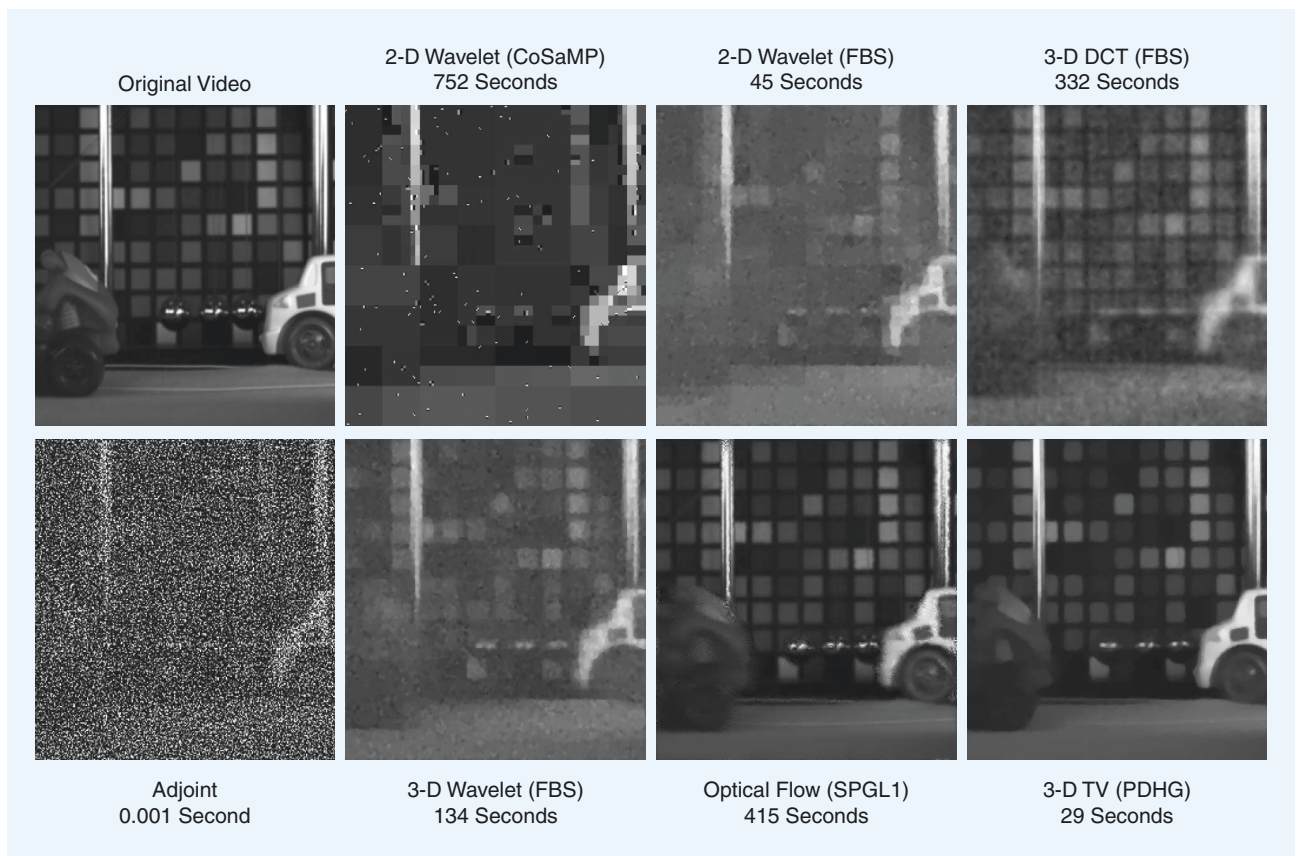 Original Video
2-D Wavelet (CoSaMP)
752 Seconds
2-D Wavelet (FBS)
45 Seconds
3-D DCT (FBS)
332 Seconds
Adjoint
0.001 Second
3-D Wavelet (FBS)
134 Seconds
Optical Flow (SPGL1)
415 Seconds
3-D TV (PDHG)
29 Seconds